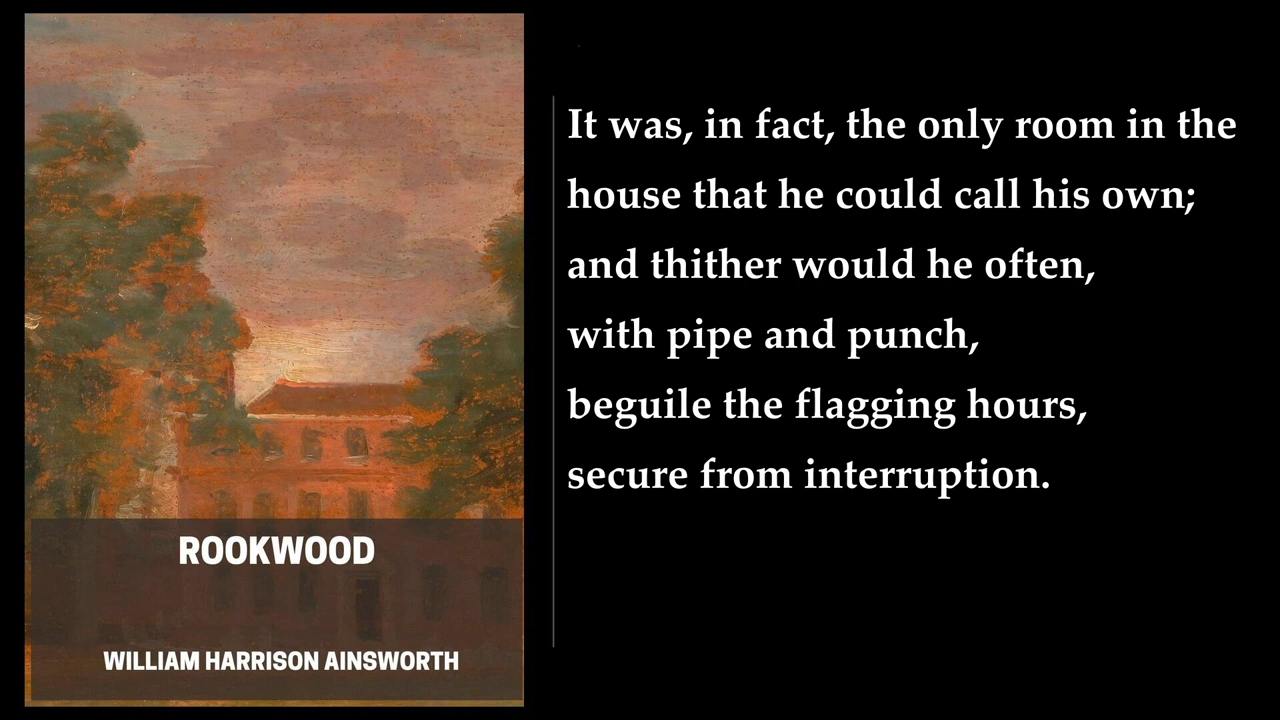 ROOKWOOD
WILLIAM HARRISON AINSWORTH
It was, in fact, the only room in the
house that he could call his own;
and thither would he often,
with pipe and punch,
beguile the flagging hours,
secure from interruption.